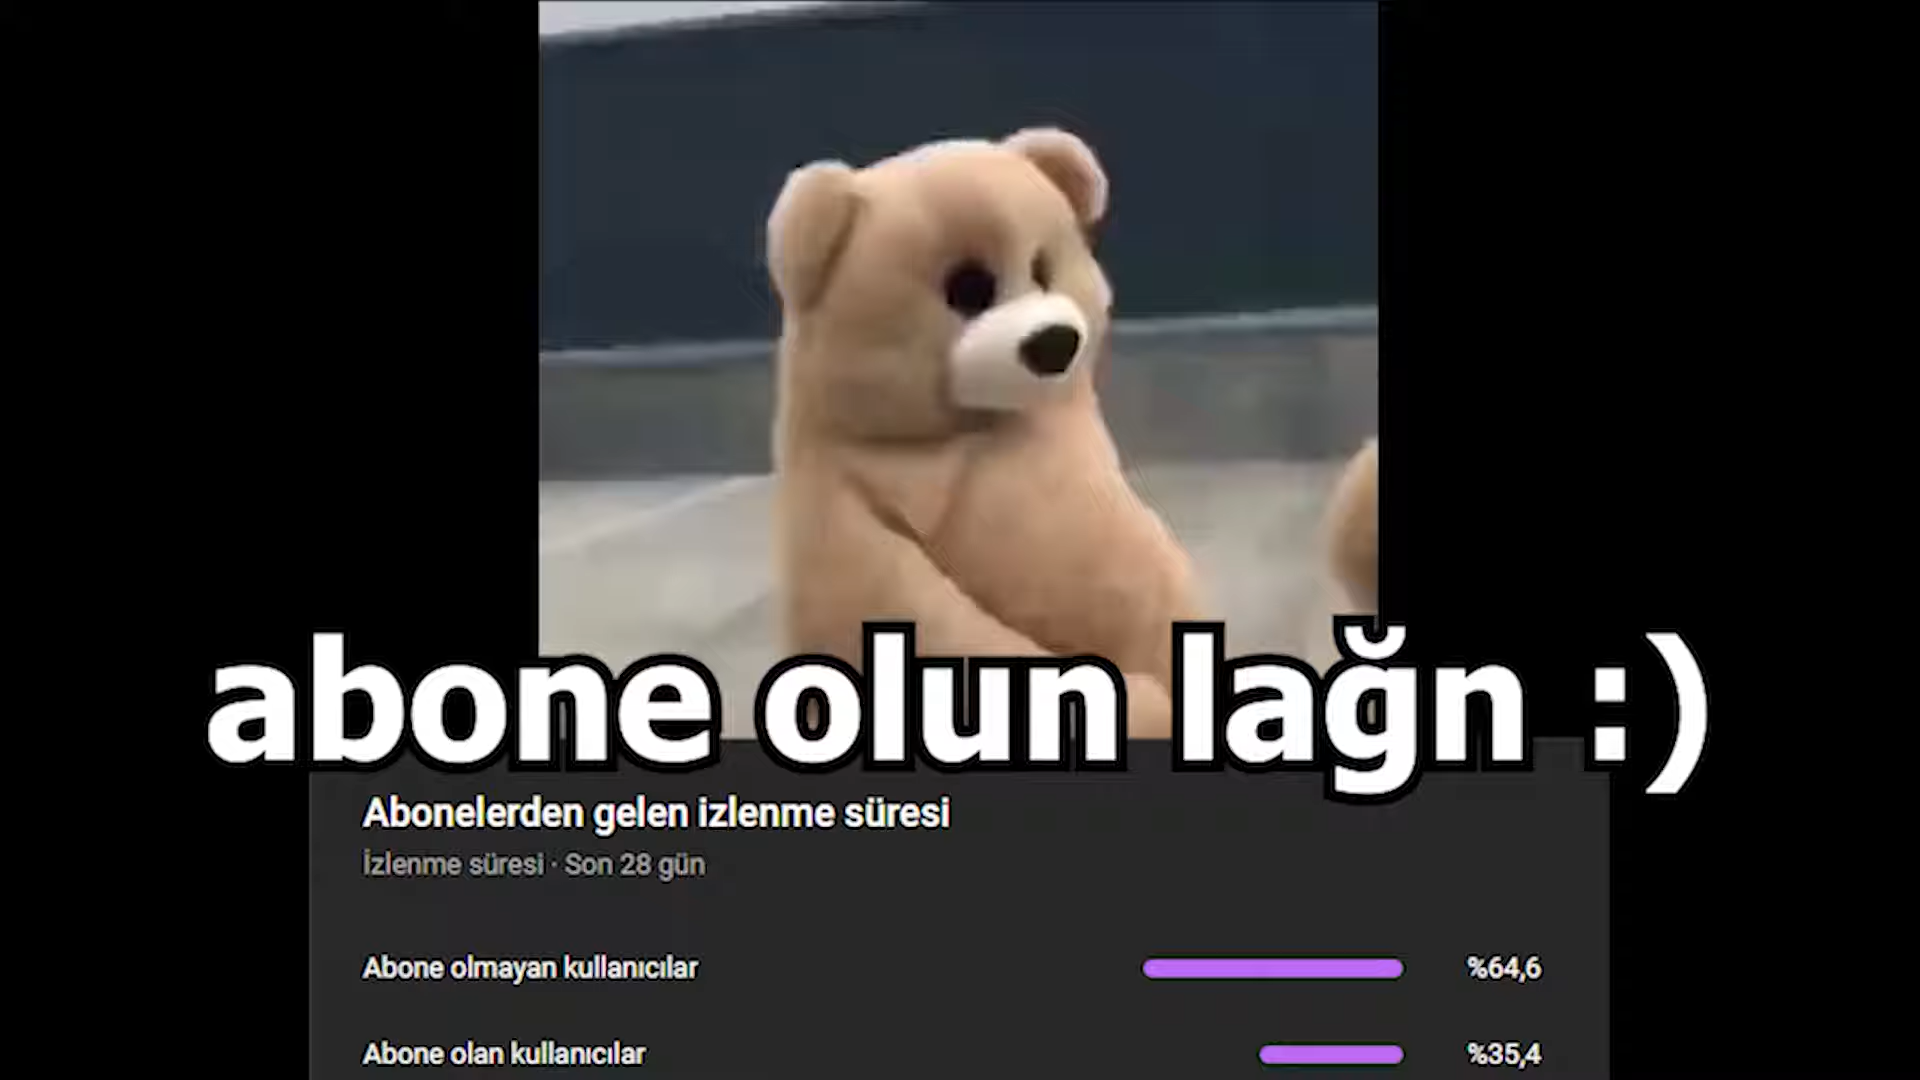 abone olun lağn :)
Abonelerden gelen izlenme süresi
İzlenme süresi · Son 28 gün
Abone olmayan kullanıcılar %64,6
Abone olan kullanıcılar %35,4